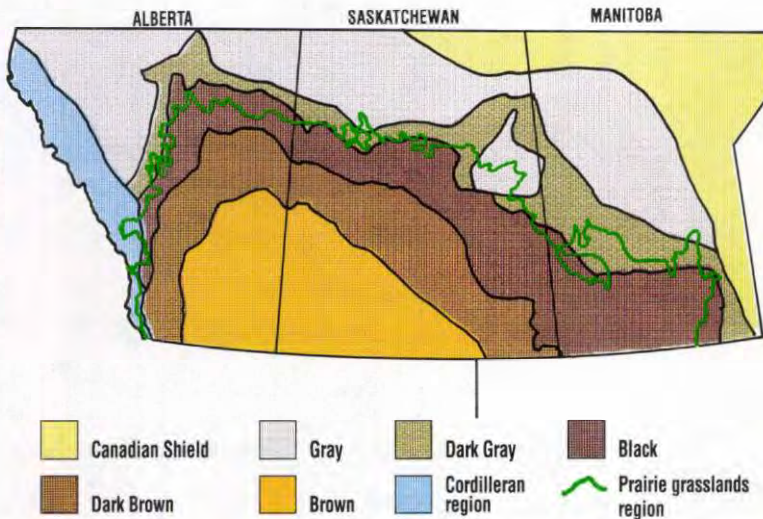 ALBERTA SASKATCHEWAN MANITOBA
Canadian Shield Gray Dark Gray Black
Dark Brown Brown Cordilleran region Prairie grasslands region